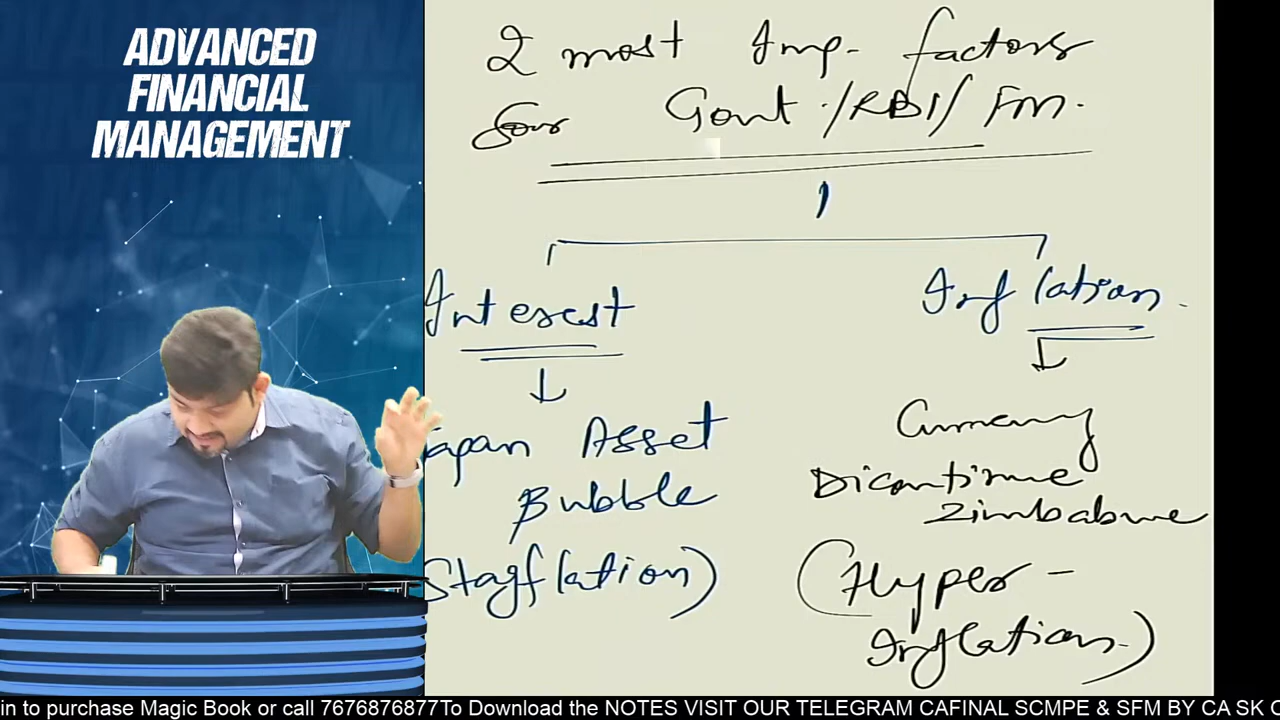 ADVANCED
FINANCIAL
MANAGEMENT
2 most Imp. factors
for Govt./RBI/FM.
Interest
Inflation.
Japan Asset
Bubble
Stagflation)
Currency
Dicontinue
Zimbabwe
(Hyper-
Inflation.)
in to purchase Magic Book or call 7676876877To Download the NOTES VISIT OUR TELEGRAM CAFINAL SCMPE & SFM BY CA SK C